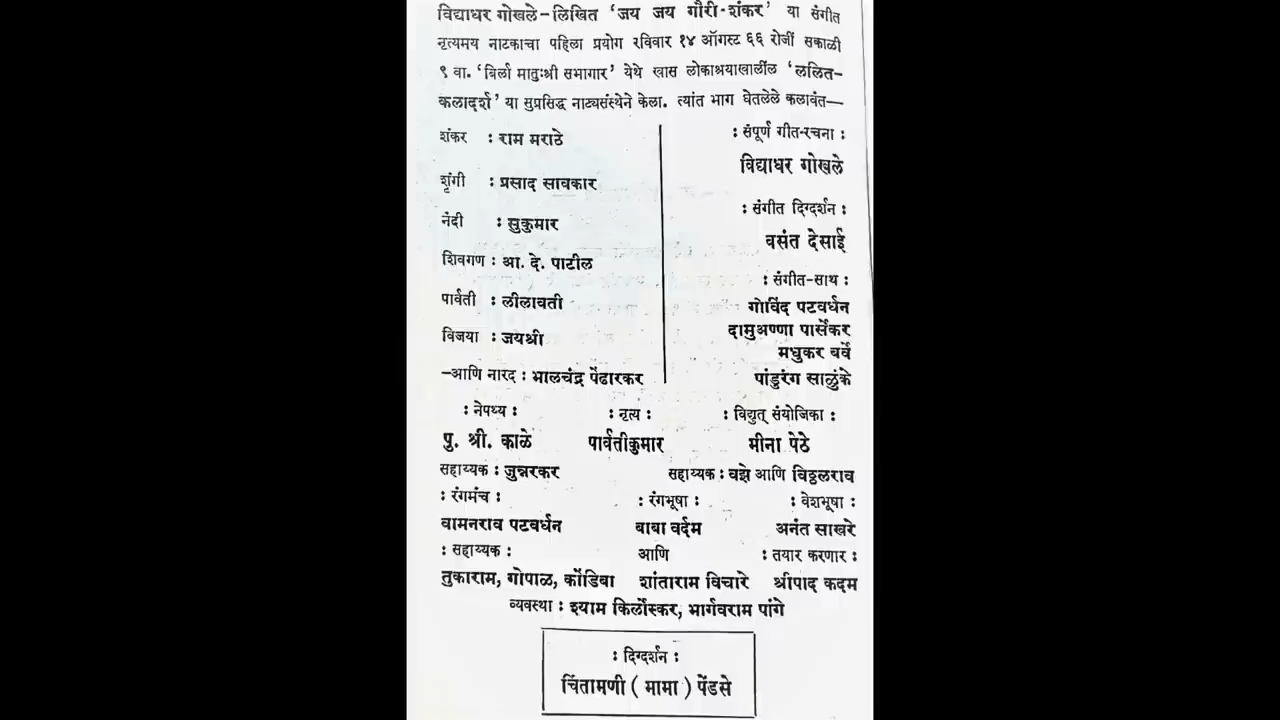 विद्याधर गोखले-लिखित ‘जय जय गौरी-शंकर’ या संगीत
नृत्यमय नाटकाचा पहिला प्रयोग रविवार १४ ऑगस्ट ६६ रोजीं सकाळी
९ वा. ‘बिर्ला मातुःश्री सभागार’ येथे खास लोकाश्रयाखालींल ‘ललित-
कलादर्श’ या सुप्रसिद्ध नाट्यसंस्थेने केला. त्यांत भाग घेतलेले कलावंत—
शंकर : राम मराठे
शृंगी : प्रसाद सावकार
नंदी : सुकुमार
शिवगण : आ. दे. पाटील
पार्वती : लीलावती
विजया : जयश्री
–आणि नारद : भालचंद्र पेंढारकर
: संपूर्ण गीत-रचना :
विद्याधर गोखले
: संगीत दिग्दर्शन :
वसंत देसाई
: संगीत-साथ :
गोविंद पटवर्धन
दामुअण्णा पार्सेकर
मधुकर बर्वे
पांडुरंग साळुंके
: नेपथ्य : : नृत्य : : विद्युत् संयोजिका :
पु. श्री. काळे पार्वतीकुमार मीना पेठे
सहाय्यक : जुन्नरकर सहाय्यक : वझे आणि विठ्ठलराव
: रंगमंच : : रंगभूषा : : वेशभूषा :
वामनराव पटवर्धन बाबा वर्दम अनंत साखरे
: सहाय्यक : आणि : तयार करणार :
तुकाराम, गोपाळ, कोंडिबा शांताराम विचारे श्रीपाद कदम
व्यवस्था : श्याम किर्लोस्कर, भार्गवराम पांगे
: दिग्दर्शन :
चिंतामणी ( मामा ) पेंडसे